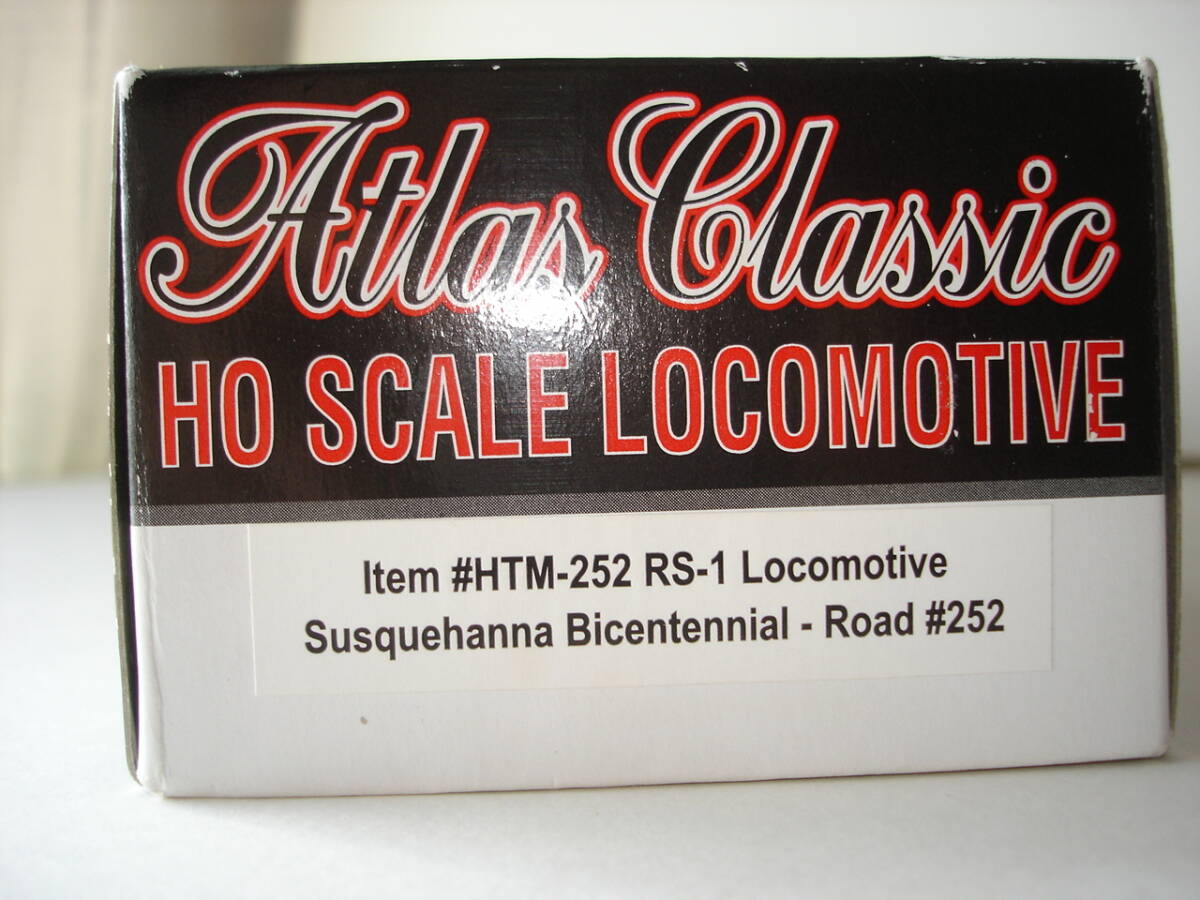 Atlas Classic
HO SCALE LOCOMOTIVE
Item #HTM-252 RS-1 Locomotive
Susquehanna Bicentennial - Road #252